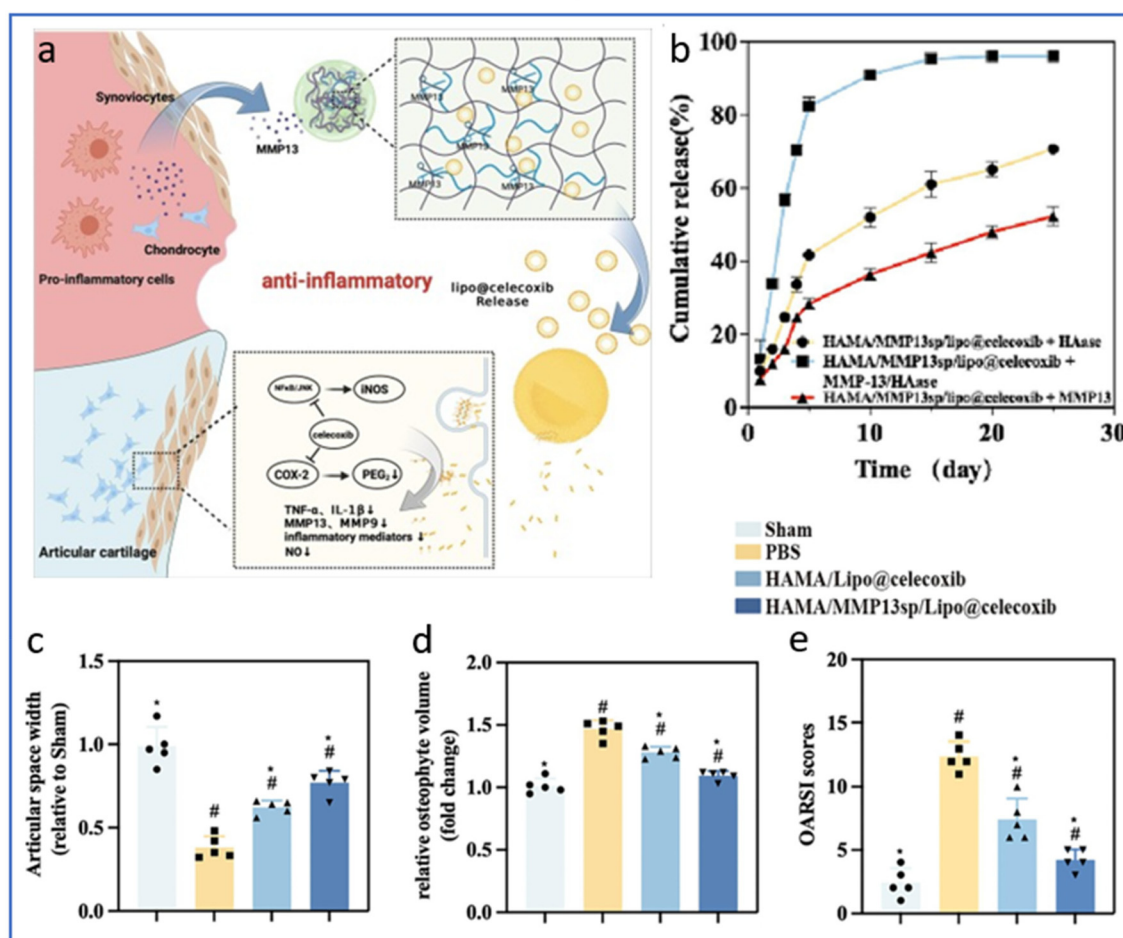 a
Synoviocytes
MMP13
Chondrocyte
Pro-inflammatory cells
MMP13
MMP13
MMP13
MMP13
MMP13
anti-inflammatory
lipo@celecoxib
Release
NFκB/JNK
iNOS
celecoxib
COX-2
PEG₂↓
TNF-α、IL-1β↓
MMP13、MMP9↓
inflammatory mediators ↓
NO↓
Articular cartilage
b
Cumulative release(%)
100
80
60
40
20
0
0
10
20
30
Time (day)
HAMA/MMP13sp/lipo@celecoxib + HAase
HAMA/MMP13sp/lipo@celecoxib +
MMP-13/HAase
HAMA/MMP13sp/lipo@celecoxib + MMP13
Sham
PBS
HAMA/Lipo@celecoxib
HAMA/MMP13sp/Lipo@celecoxib
c
Articular space width
(relative to Sham)
1.5
1.0
0.5
0.0
*
#
*
#
*
#
d
relative osteophyte volume
(fold change)
2.0
1.5
1.0
0.5
0.0
*
#
*
#
*
#
e
OARSI scores
15
10
5
0
*
#
*
#
*
#